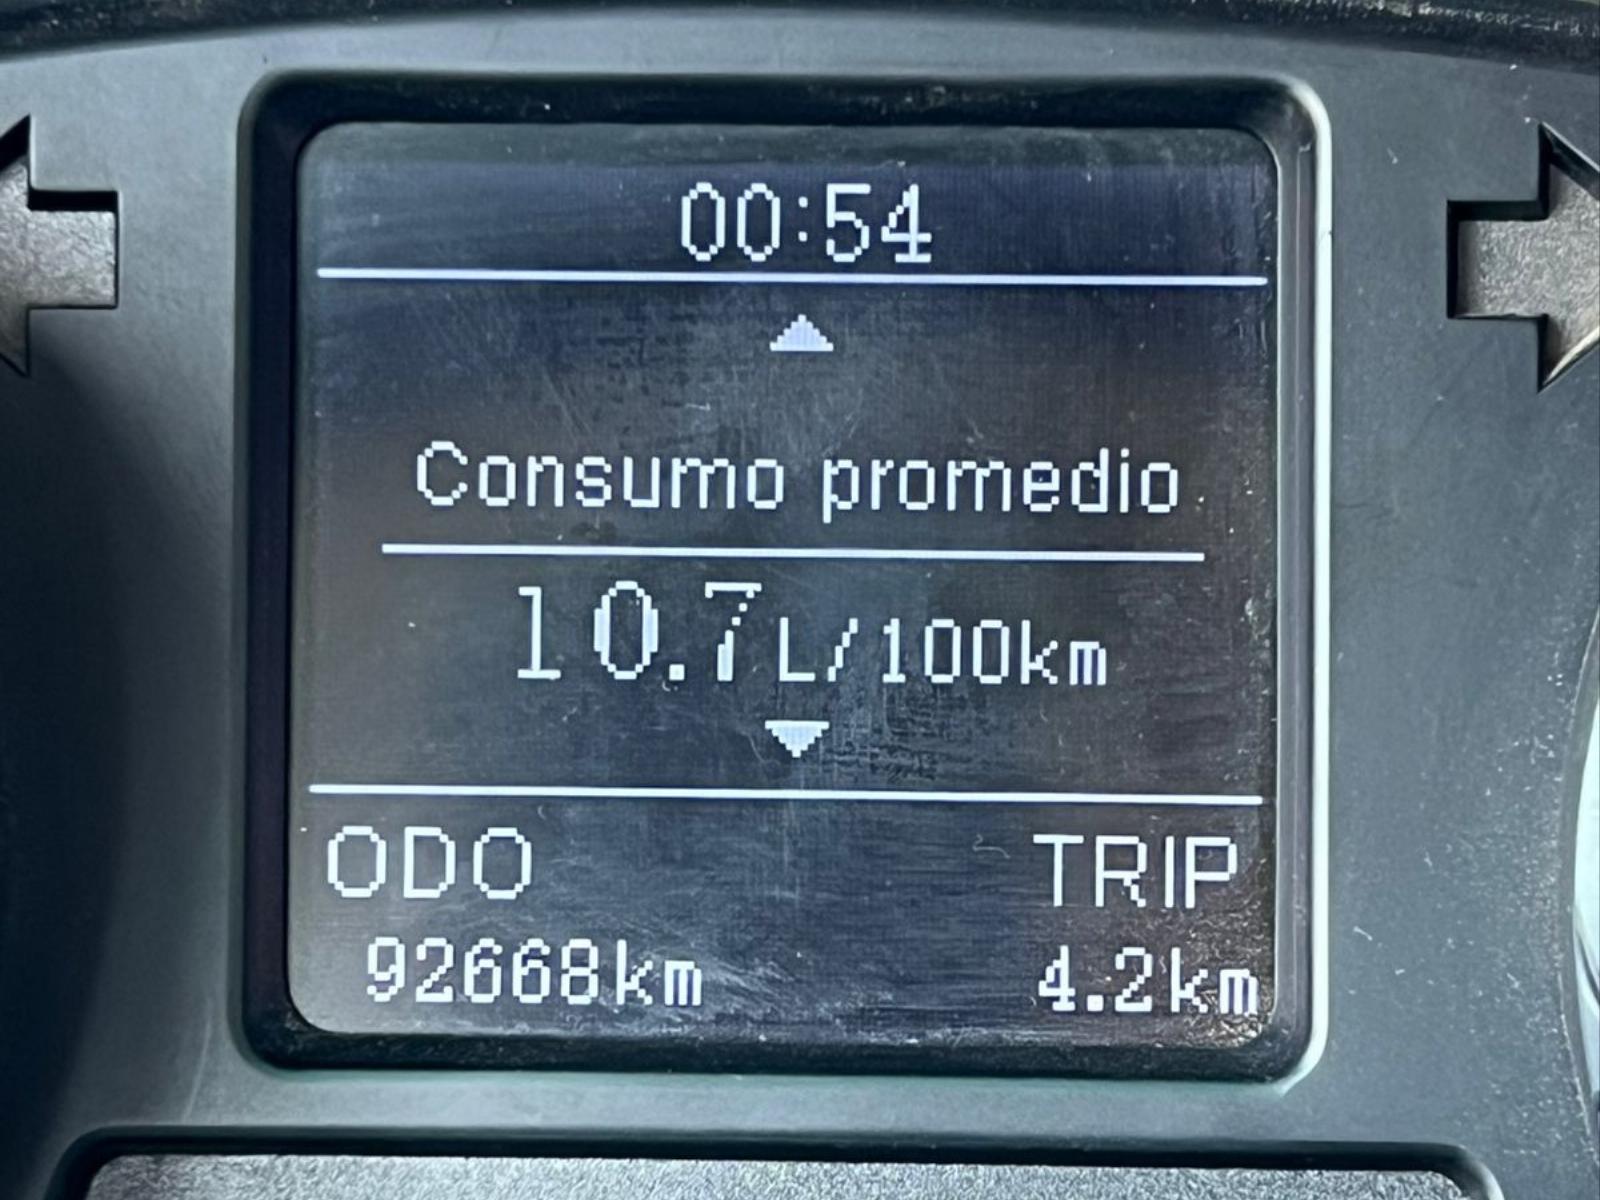 00:54
Consumo promedio
10.7 L/100km
ODO TRIP
92668km 4.2km